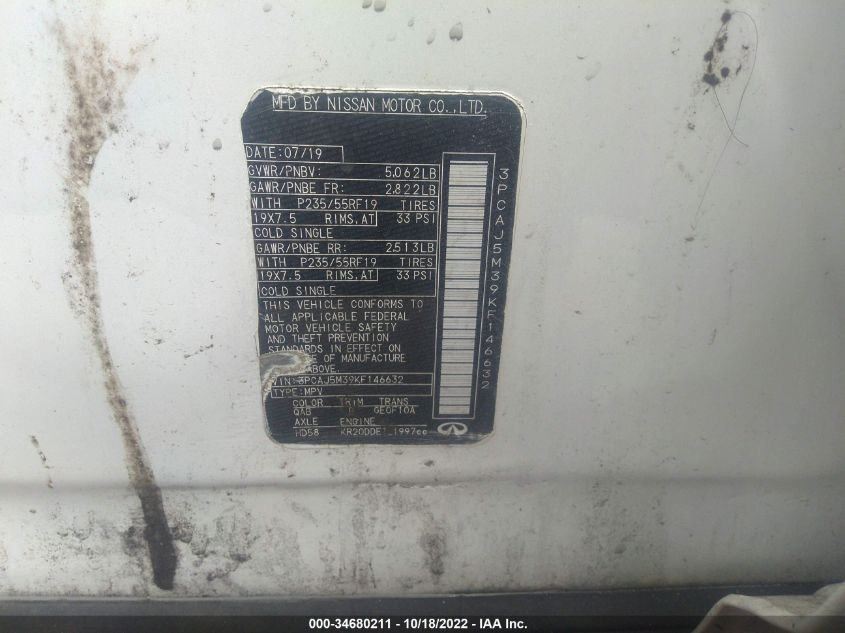 MFD BY NISSAN MOTOR CO.,LTD.
DATE:07/19
GVWR/PNBV: 5,062LB
GAWR/PNBE FR: 2,822LB
WITH P235/55RF19 TIRES
19X7.5 RIMS,AT 33 PSI
COLD SINGLE
GAWR/PNBE RR: 2,513LB
WITH P235/55RF19 TIRES
19X7.5 RIMS,AT 33 PSI
COLD SINGLE
THIS VEHICLE CONFORMS TO
ALL APPLICABLE FEDERAL
MOTOR VEHICLE SAFETY
AND THEFT PREVENTION
STANDARDS IN EFFECT ON
OF MANUFACTURE
ABOVE.
VIN:3PCAJ5M39KF146632
TYPE:MPV
COLOR TRIM TRANS
QAB GE0F10A
AXLE ENGINE
HD58 KR20DDET 1997cc
3PCAJ5M39KF146632
000-34680211 - 10/18/2022 - IAA Inc.